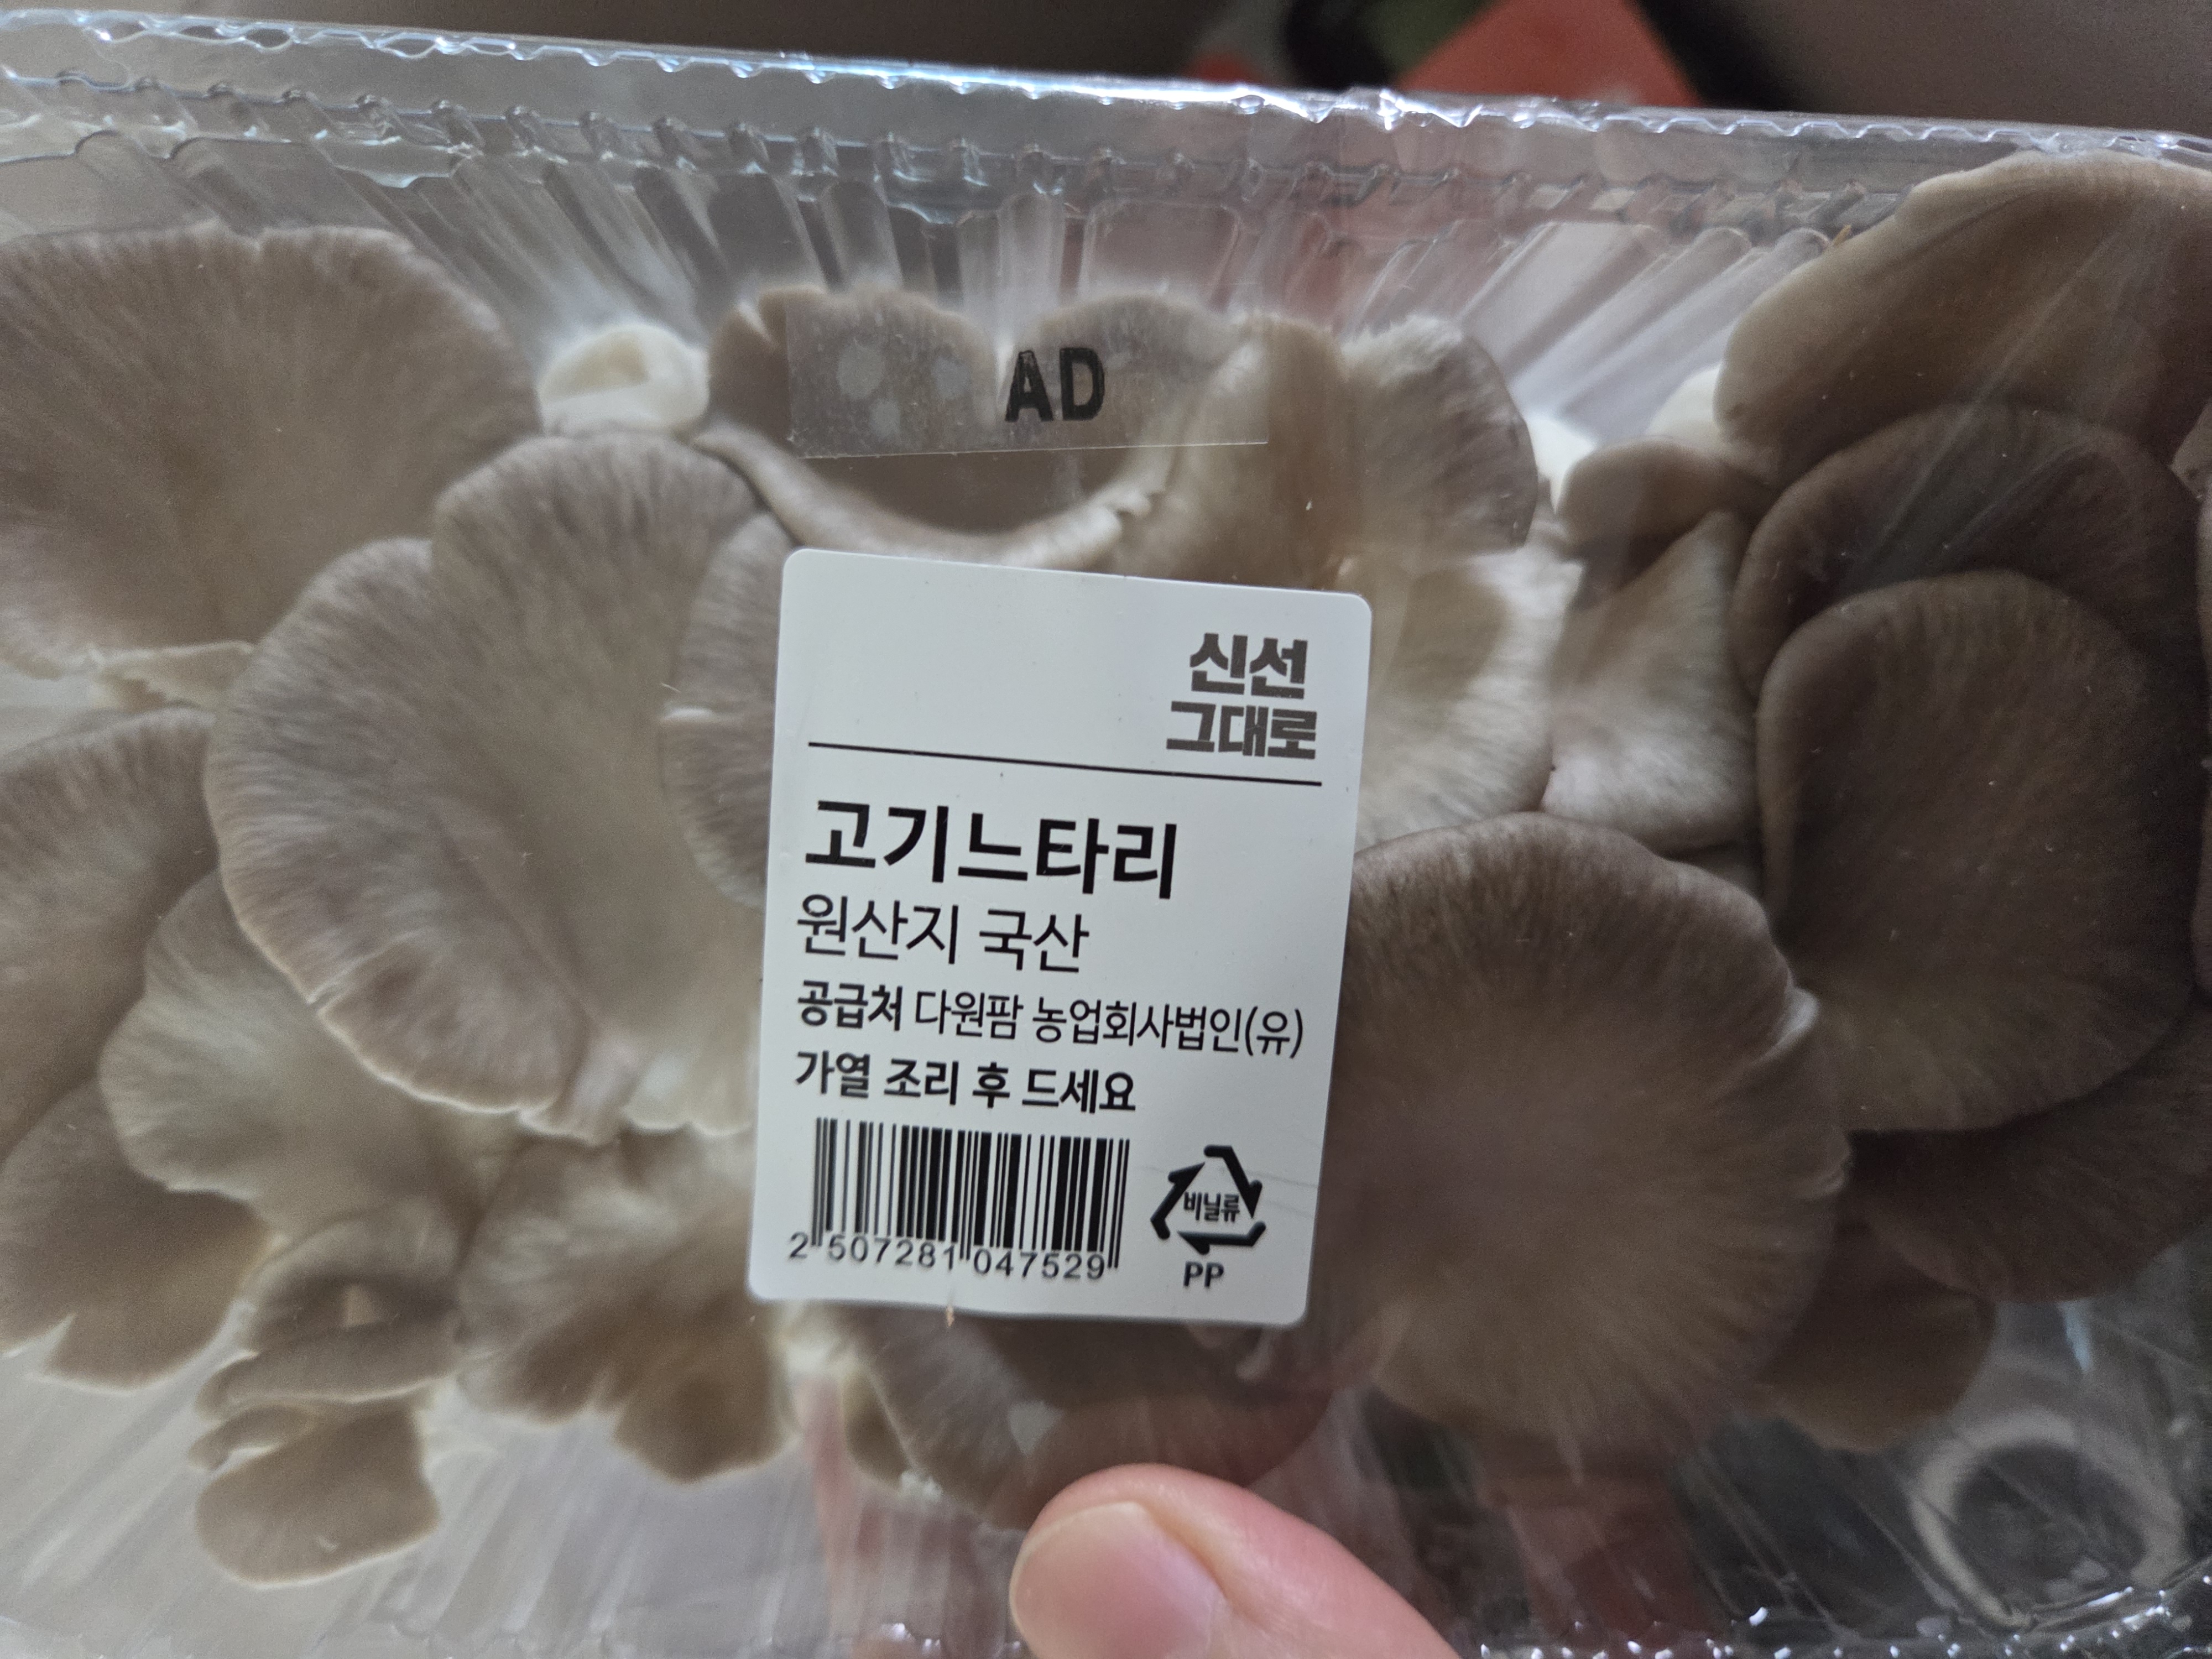 AD
신선
그대로
고기느타리
원산지 국산
공급처 다원팜 농업회사법인(유)
가열 조리 후 드세요
비닐류
PP
2 507281 047529